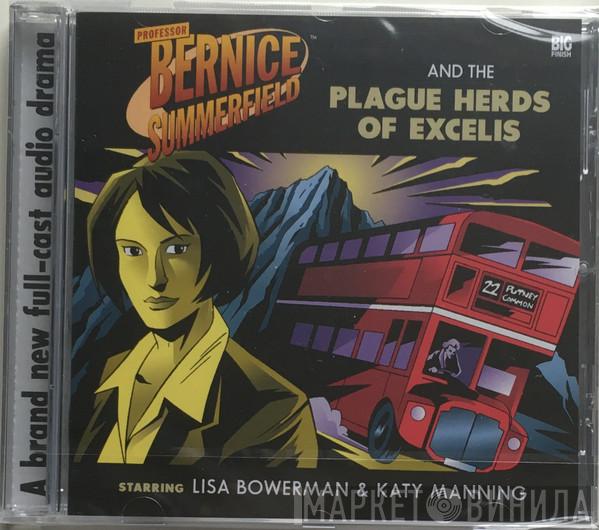 PROFESSOR
BERNICE
SUMMERFIELD
™
BIG
FINISH
AND THE
PLAGUE HERDS
OF EXCELIS
A brand new full-cast audio drama
22
PUTNEY
COMMON
STARRING LISA BOWERMAN & KATY MANNING
МАРКЕТ ВИНИЛА